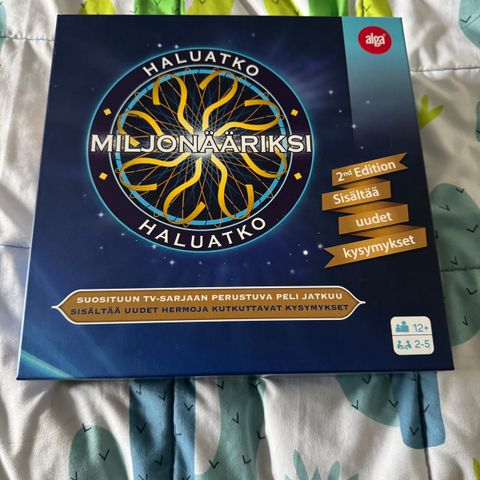 alga
HALUATKO
MILJONÄÄRIKSI
HALUATKO
2nd Edition
Sisältää
uudet
kysymykset
SUOSITUUN TV-SARJAAN PERUSTUVA PELI JATKUU
SISÄLTÄÄ UUDET HERMOJA KUTKUTTAVAT KYSYMYKSET
12+
2-5